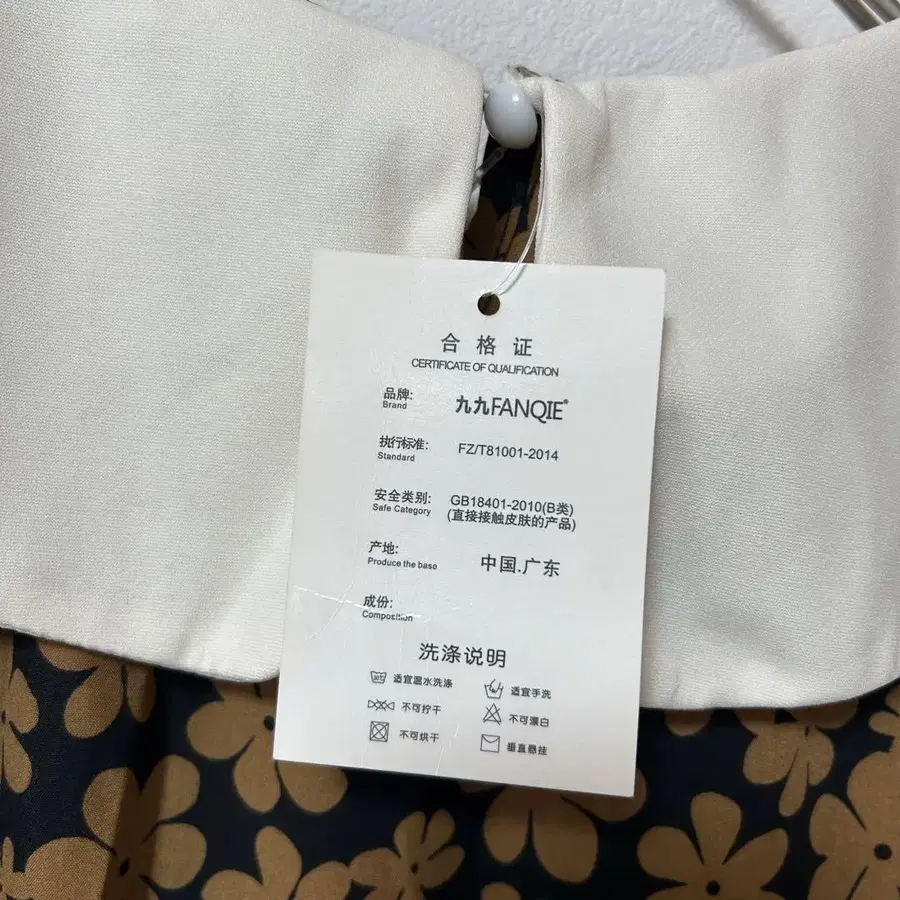 合格证
CERTIFICATE OF QUALIFICATION
品牌: 九九FANQIE®
Brand
执行标准: FZ/T81001-2014
Standard
安全类别: GB18401-2010(B类)
Safe Category (直接接触皮肤的产品)
产地: 中国.广东
Produce the base
成份:
Composition
洗涤说明
适宜温水洗涤 适宜手洗
不可拧干 不可漂白
不可烘干 垂直悬挂